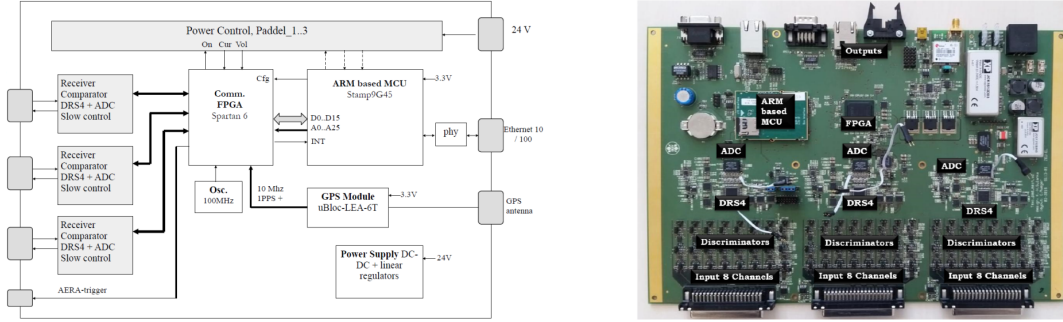 Power Control, Paddel_1..3
On Cur Vol
24 V
Receiver
Comparator
DRS4 + ADC
Slow control
Cfg
Comm.
FPGA
Spartan 6
ARM based MCU
Stamp9G45
3.3V
D0..D15
A0..A25
INT
phy
Ethernet 10
/ 100
Receiver
Comparator
DRS4 + ADC
Slow control
Osc.
100MHz
10 Mhz
1PPS +
GPS Module
uBloc-LEA-6T
3.3V
GPS
antenna
Receiver
Comparator
DRS4 + ADC
Slow control
Power Supply DC-
DC + linear
regulators
24V
AERA-trigger
Outputs
ARM
based
MCU
FPGA
ADC
ADC
ADC
DRS4
DRS4
DRS4
Discriminators
Discriminators
Discriminators
Input 8 Channels
Input 8 Channels
Input 8 Channels